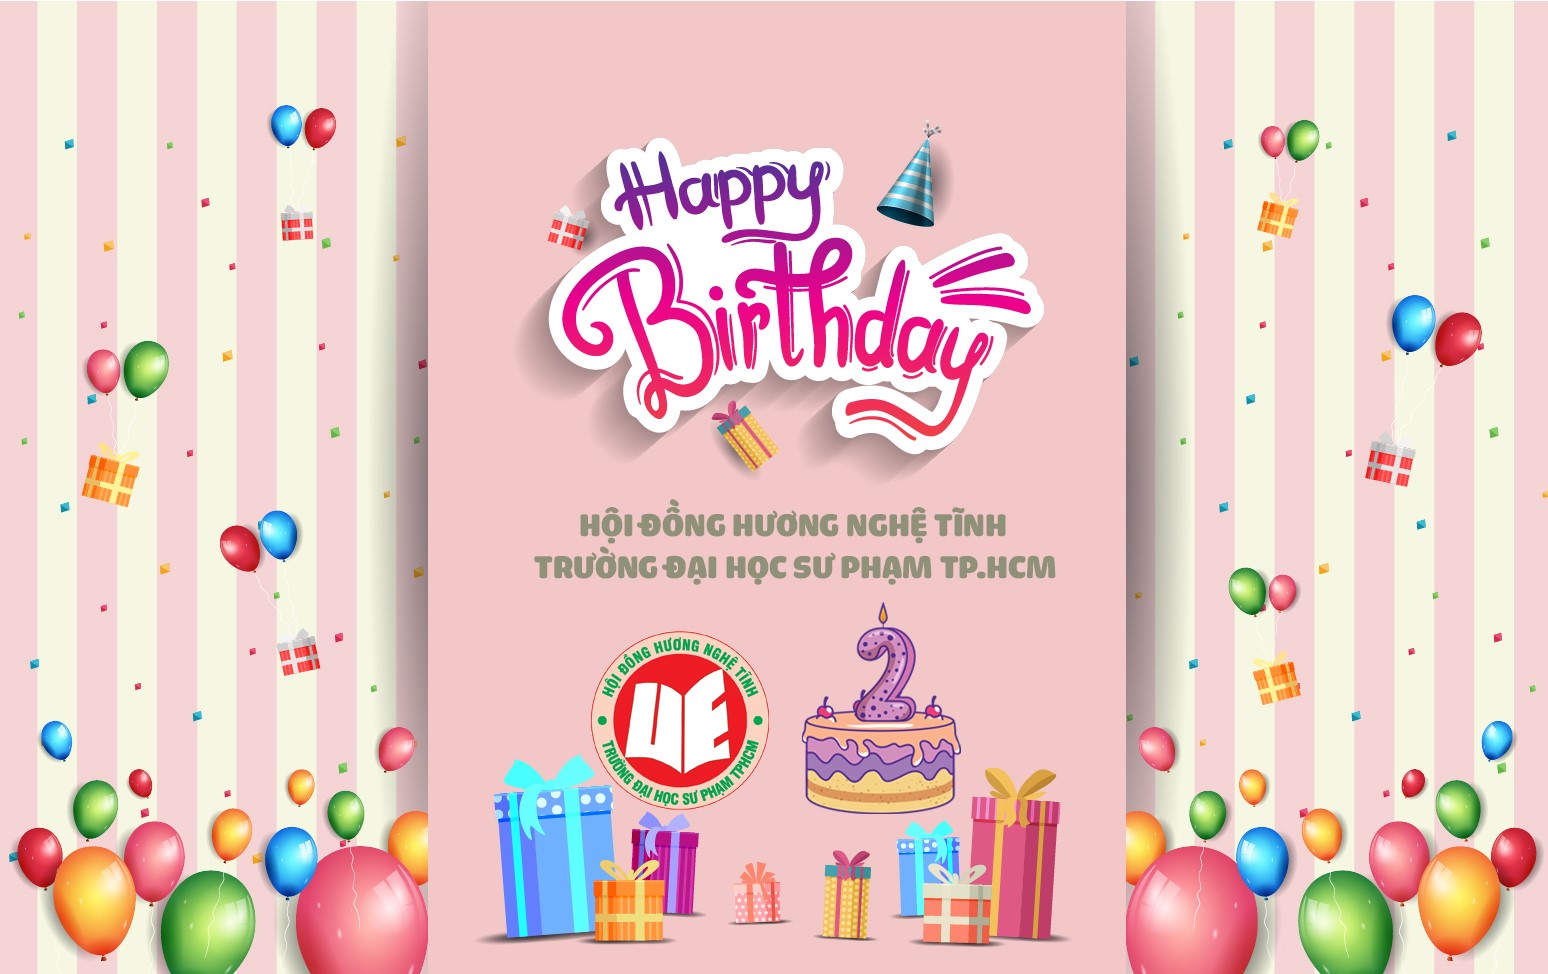 Happy
Birthday
HỘI ĐỒNG HƯƠNG NGHỆ TĨNH
TRƯỜNG ĐẠI HỌC SƯ PHẠM TP.HCM
2
HỘI ĐỒNG HƯƠNG NGHỆ TĨNH
UE
TRƯỜNG ĐẠI HỌC SƯ PHẠM TPHCM